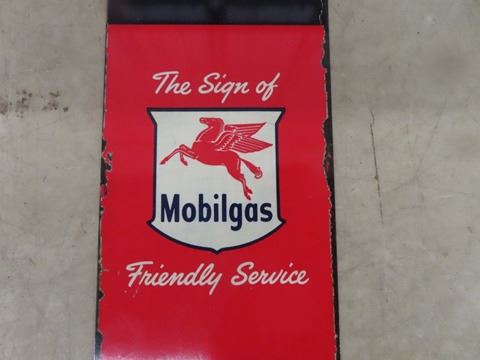 The Sign of
Mobilgas
Friendly Service